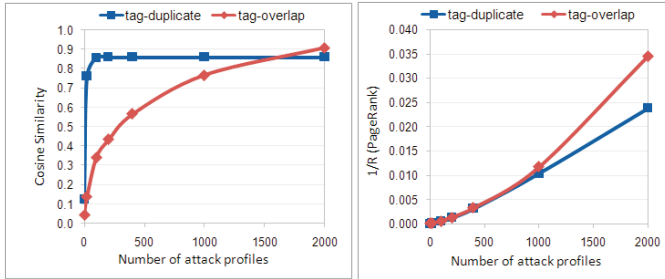 tag-duplicate tag-overlap
1.0
0.9
0.8
0.7
0.6
0.5
0.4
0.3
0.2
0.1
0.0
Cosine Similarity
0 500 1000 1500 2000
Number of attack profiles
tag-duplicate tag-overlap
0.040
0.035
0.030
0.025
0.020
0.015
0.010
0.005
0.000
1/R (PageRank)
0 500 1000 1500 2000
Number of attack profiles